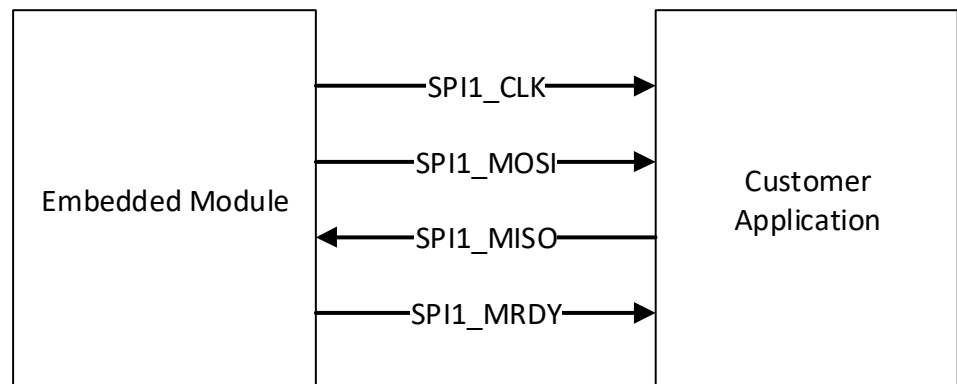 Embedded Module
SPI1_CLK
SPI1_MOSI
SPI1_MISO
SPI1_MRDY
Customer
Application